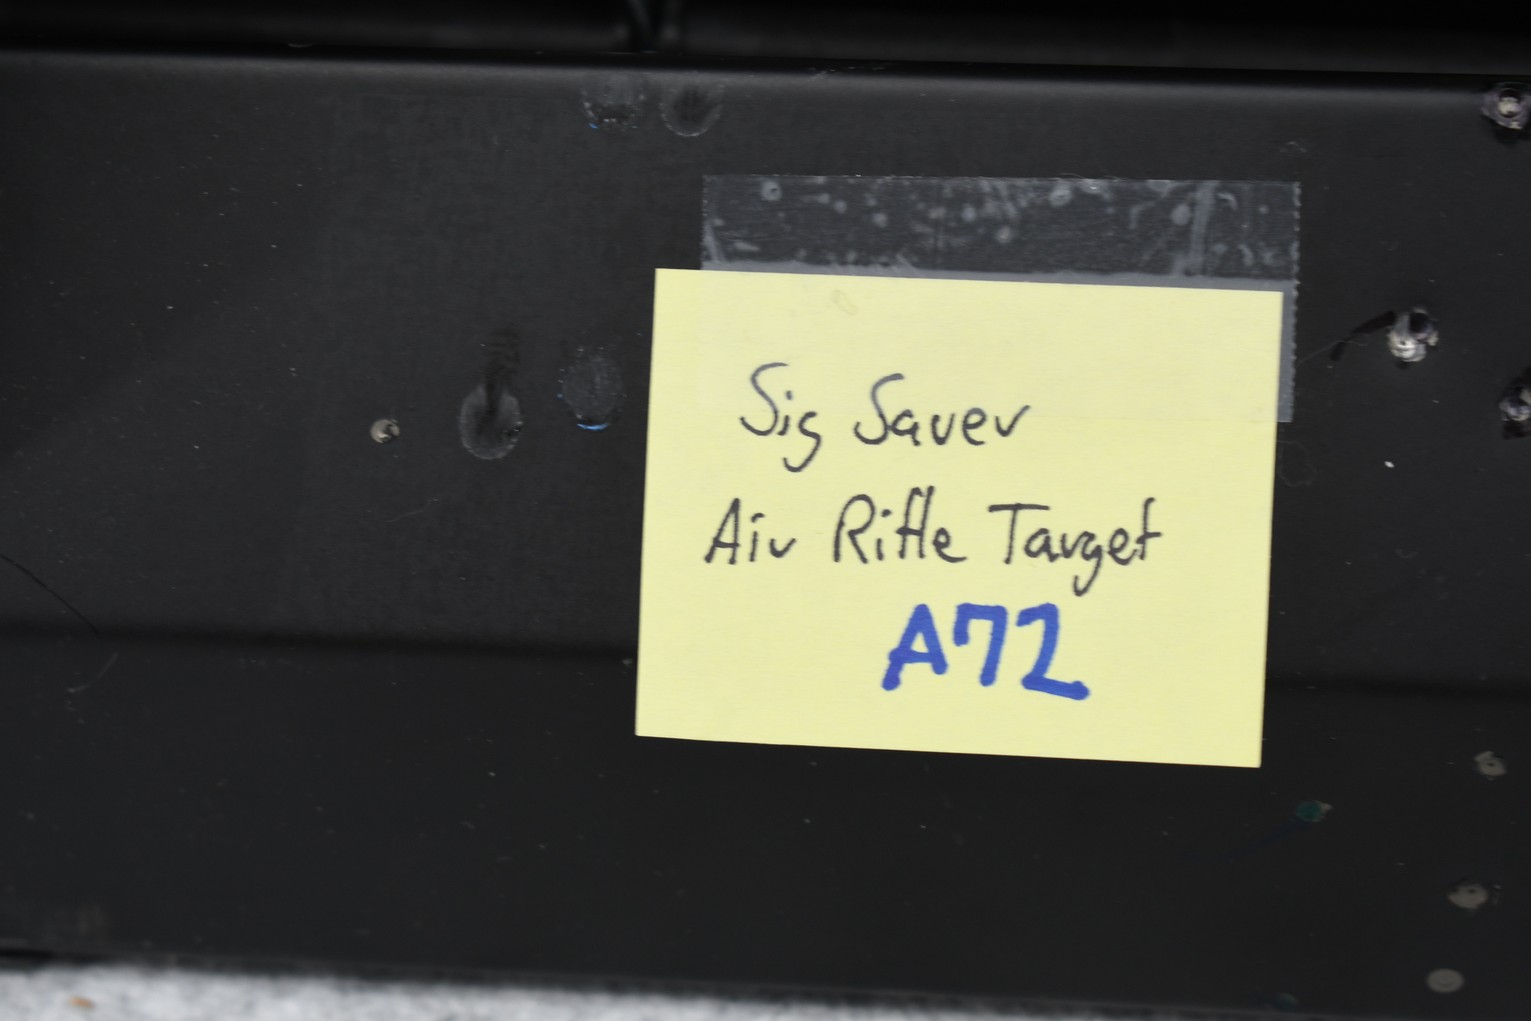 Sig Sauer
Air Rifle Target
A72